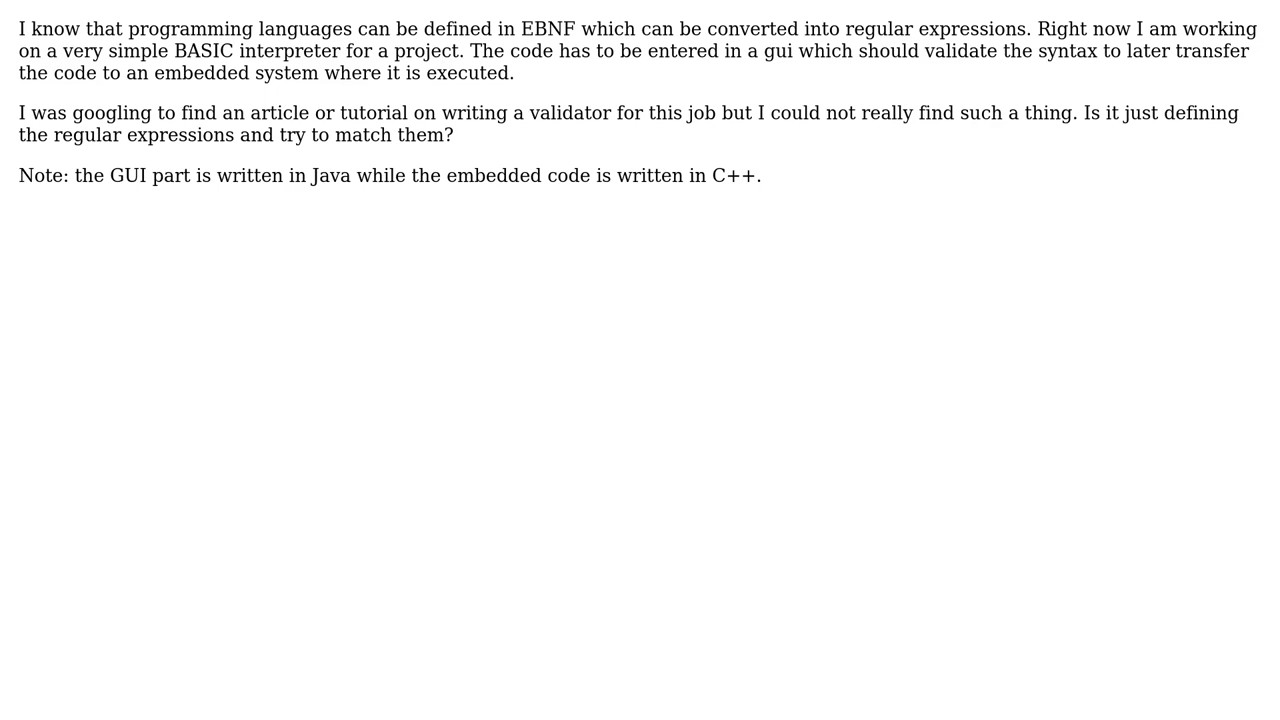 I know that programming languages can be defined in EBNF which can be converted into regular expressions. Right now I am working
on a very simple BASIC interpreter for a project. The code has to be entered in a gui which should validate the syntax to later transfer
the code to an embedded system where it is executed.
I was googling to find an article or tutorial on writing a validator for this job but I could not really find such a thing. Is it just defining
the regular expressions and try to match them?
Note: the GUI part is written in Java while the embedded code is written in C++.